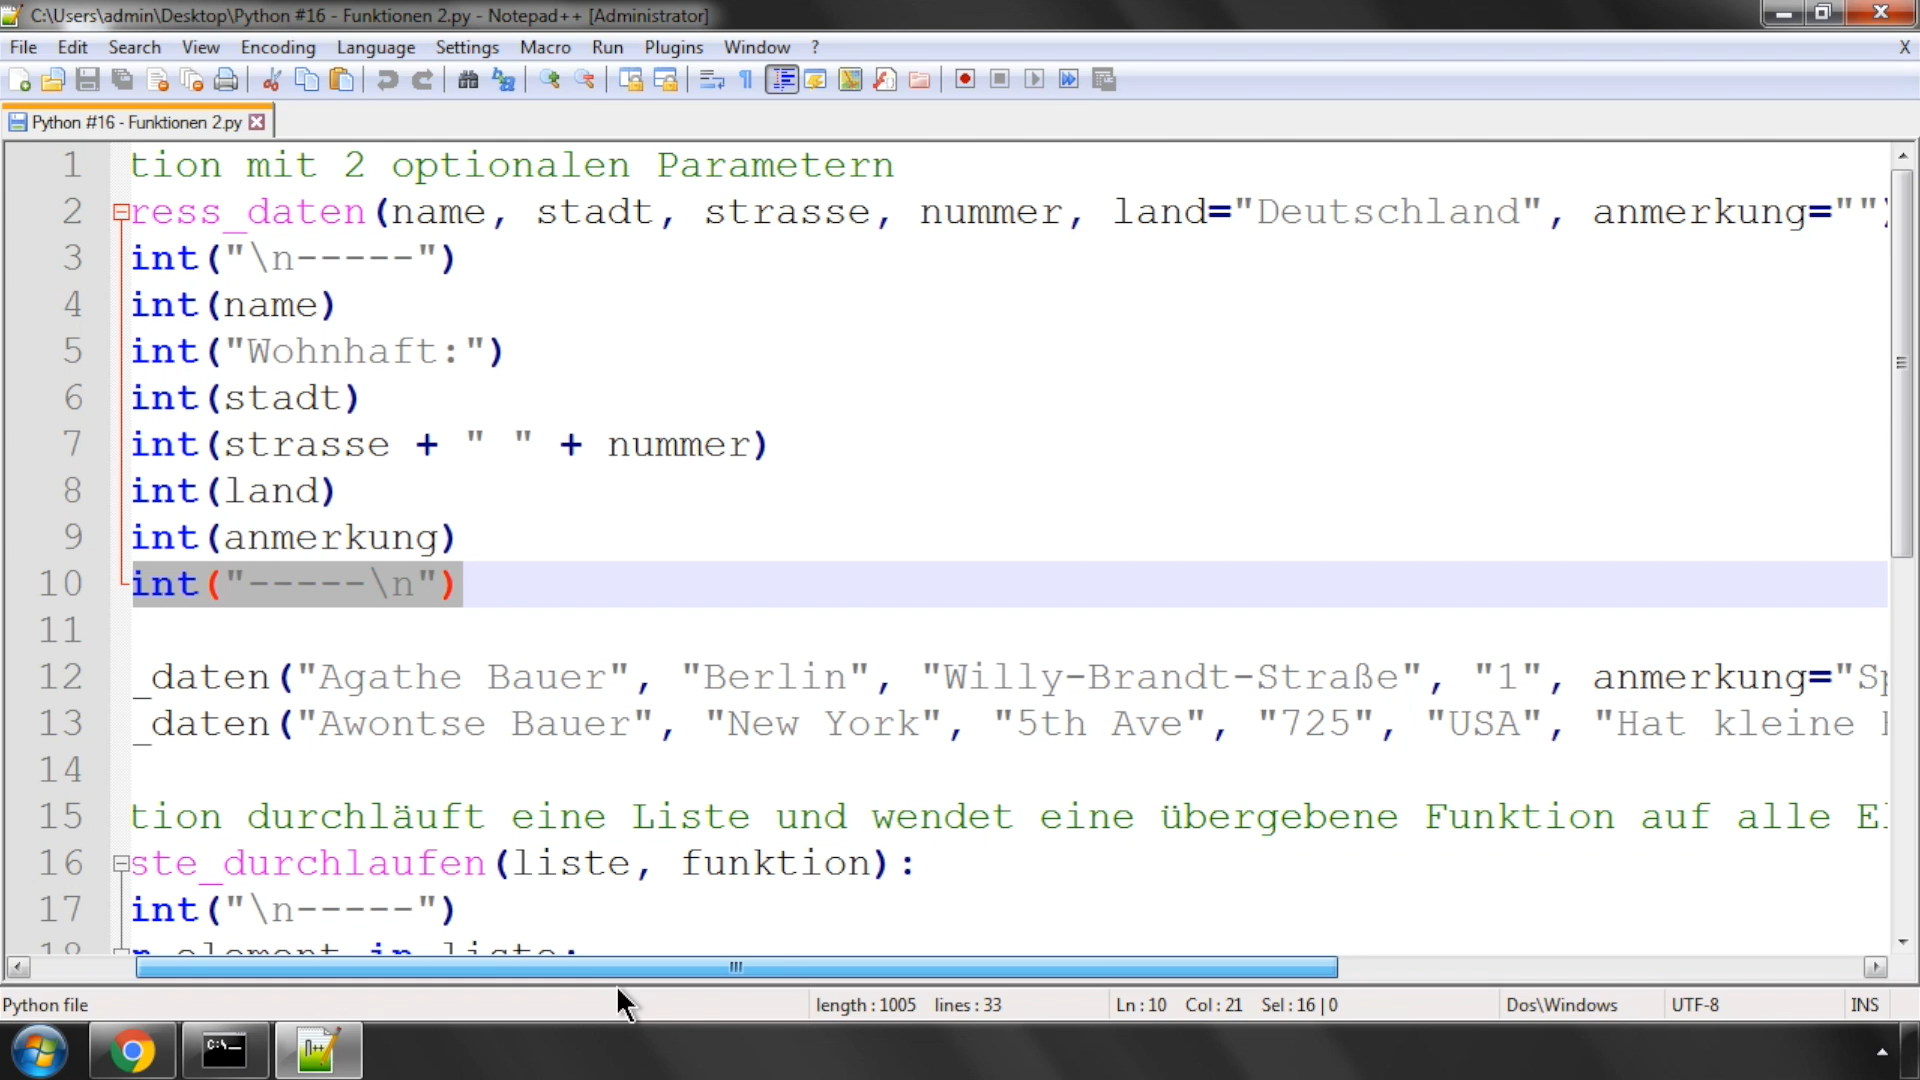 C:\Users\admin\Desktop\Python #16 - Funktionen 2.py - Notepad++ [Administrator]
File Edit Search View Encoding Language Settings Macro Run Plugins Window ? X
Python #16 - Funktionen 2.py
1 tion mit 2 optionalen Parametern
2 ress_daten(name, stadt, strasse, nummer, land="Deutschland", anmerkung="")
3 int("\n-----")
4 int(name)
5 int("Wohnhaft:")
6 int(stadt)
7 int(strasse + " " + nummer)
8 int(land)
9 int(anmerkung)
10 int("-----\n")
11
12 _daten("Agathe Bauer", "Berlin", "Willy-Brandt-Straße", "1", anmerkung="Sp
13 _daten("Awontse Bauer", "New York", "5th Ave", "725", "USA", "Hat kleine
14
15 tion durchläuft eine Liste und wendet eine übergebene Funktion auf alle El
16 ste_durchlaufen(liste, funktion):
17 int("\n-----")
18 element in liste:
Python file length : 1005 lines : 33 Ln : 10 Col : 21 Sel : 16 | 0 Dos\Windows UTF-8 INS